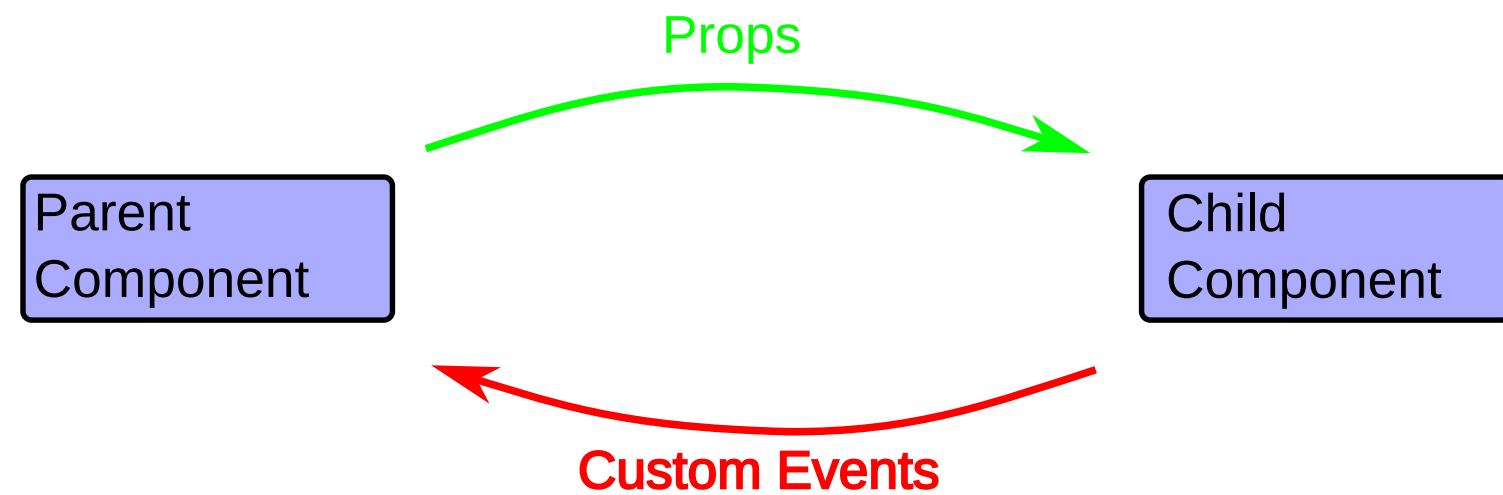 Props
Parent
Component
Child
Component
Custom Events